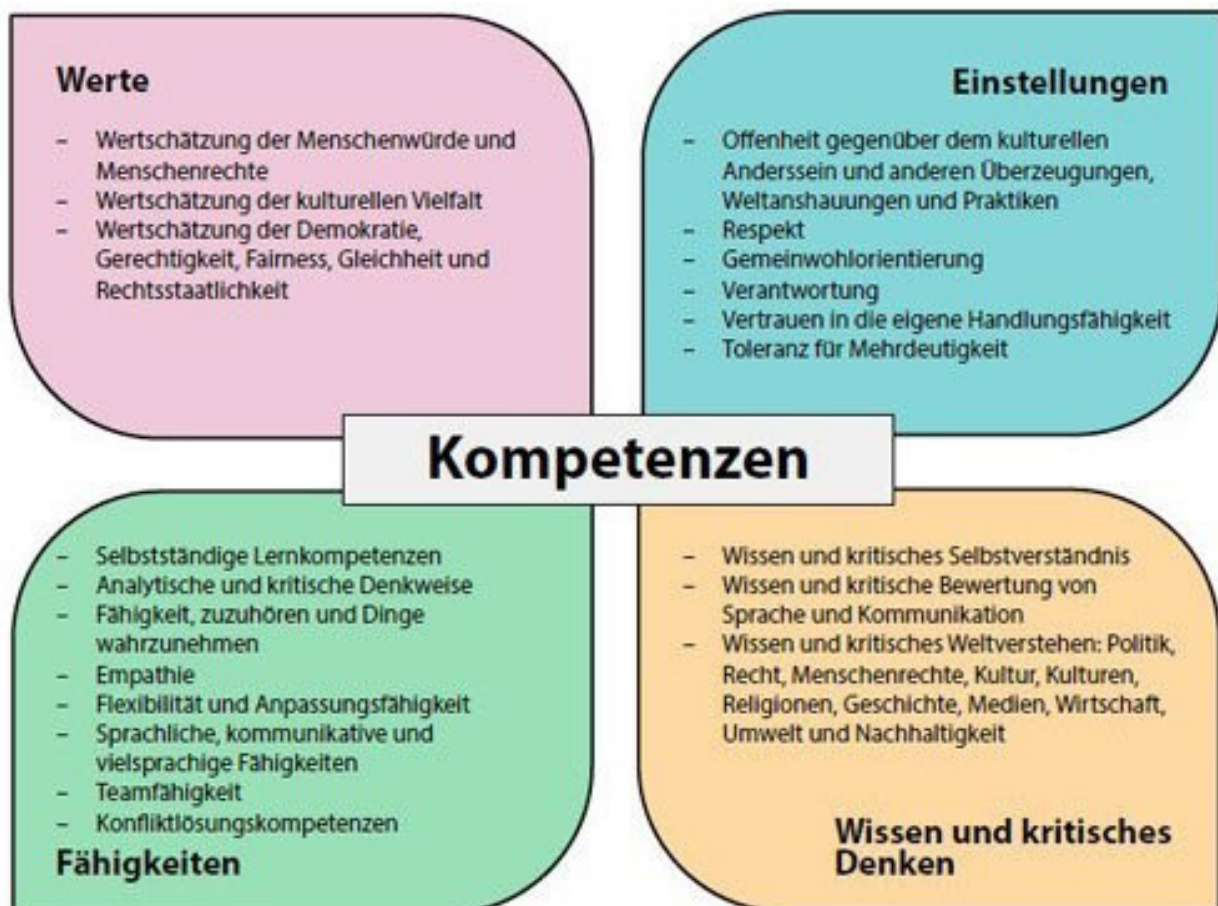 Werte
– Wertschätzung der Menschenwürde und
Menschenrechte
– Wertschätzung der kulturellen Vielfalt
– Wertschätzung der Demokratie,
Gerechtigkeit, Fairness, Gleichheit und
Rechtsstaatlichkeit
Einstellungen
– Offenheit gegenüber dem kulturellen
Anderssein und anderen Überzeugungen,
Weltanshauungen und Praktiken
– Respekt
– Gemeinwohlorientierung
– Verantwortung
– Vertrauen in die eigene Handlungsfähigkeit
– Toleranz für Mehrdeutigkeit
Kompetenzen
– Selbstständige Lernkompetenzen
– Analytische und kritische Denkweise
– Fähigkeit, zuzuhören und Dinge
wahrzunehmen
– Empathie
– Flexibilität und Anpassungsfähigkeit
– Sprachliche, kommunikative und
vielsprachige Fähigkeiten
– Teamfähigkeit
– Konfliktlösungskompetenzen
Fähigkeiten
– Wissen und kritisches Selbstverständnis
– Wissen und kritische Bewertung von
Sprache und Kommunikation
– Wissen und kritisches Weltverstehen: Politik,
Recht, Menschenrechte, Kultur, Kulturen,
Religionen, Geschichte, Medien, Wirtschaft,
Umwelt und Nachhaltigkeit
Wissen und kritisches
Denken